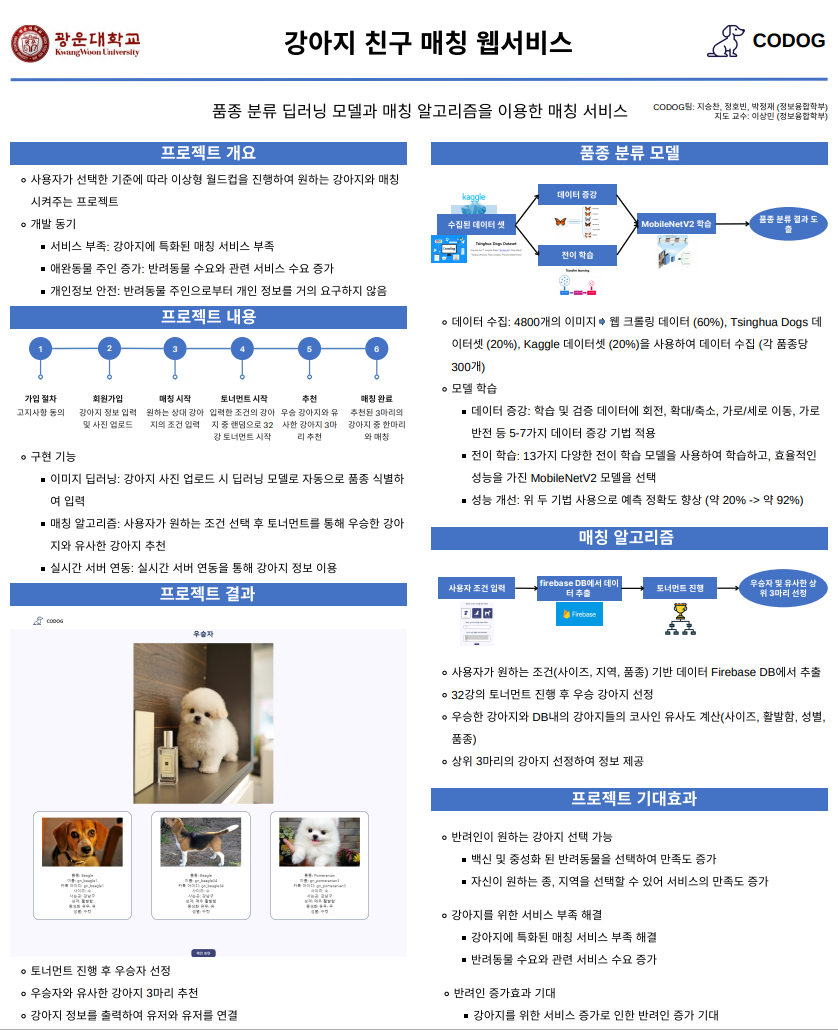 광운대학교
KwangWoon University
강아지 친구 매칭 웹서비스
CODOG
품종 분류 딥러닝 모델과 매칭 알고리즘을 이용한 매칭 서비스
CODOG팀: 지승찬, 정호빈, 박정재 (정보융합학부)
지도 교수: 이상민 (정보융합학부)
프로젝트 개요
사용자가 선택한 기준에 따라 이상형 월드컵을 진행하여 원하는 강아지와 매칭
시켜주는 프로젝트
개발 동기
서비스 부족: 강아지에 특화된 매칭 서비스 부족
애완동물 주인 증가: 반려동물 수요와 관련 서비스 수요 증가
개인정보 안전: 반려동물 주인으로부터 개인 정보를 거의 요구하지 않음
프로젝트 내용
1 2 3 4 5 6
가입 절차
고지사항 동의
회원가입
강아지 정보 입력
및 사진 업로드
매칭 시작
원하는 상대 강아
지의 조건 입력
토너먼트 시작
입력한 조건의 강아
지 중 랜덤으로 32
강 토너먼트 시작
추천
우승 강아지와 유
사한 강아지 3마
리 추천
매칭 완료
추천된 3마리의
강아지 중 한마리
와 매칭
구현 기능
이미지 딥러닝: 강아지 사진 업로드 시 딥러닝 모델로 자동으로 품종 식별하
여 입력
매칭 알고리즘: 사용자가 원하는 조건 선택 후 토너먼트를 통해 우승한 강아
지와 유사한 강아지 추천
실시간 서버 연동: 실시간 서버 연동을 통해 강아지 정보 이용
프로젝트 결과
CODOG
우승자
품종: Beagle
품종: Beagle
품종: Pomeranian
토너먼트 진행 후 우승자 선정
우승자와 유사한 강아지 3마리 추천
강아지 정보를 출력하여 유저와 유저를 연결
품종 분류 모델
kaggle
수집된 데이터 셋
Tsinghua Dogs Dataset
데이터 증강
전이 학습
Transfer learning
MobileNetV2 학습
품종 분류 결과 도
출
데이터 수집: 4800개의 이미지 ➪ 웹 크롤링 데이터 (60%), Tsinghua Dogs 데
이터셋 (20%), Kaggle 데이터셋 (20%)을 사용하여 데이터 수집 (각 품종당
300개)
모델 학습
데이터 증강: 학습 및 검증 데이터에 회전, 확대/축소, 가로/세로 이동, 가로
반전 등 5-7가지 데이터 증강 기법 적용
전이 학습: 13가지 다양한 전이 학습 모델을 사용하여 학습하고, 효율적인
성능을 가진 MobileNetV2 모델을 선택
성능 개선: 위 두 기법 사용으로 예측 정확도 향상 (약 20% -> 약 92%)
매칭 알고리즘
사용자 조건 입력
firebase DB에서 데이
터 추출
Firebase
토너먼트 진행
우승자 및 유사한 상
위 3마리 선정
사용자가 원하는 조건(사이즈, 지역, 품종) 기반 데이터 Firebase DB에서 추출
32강의 토너먼트 진행 후 우승 강아지 선정
우승한 강아지와 DB내의 강아지들의 코사인 유사도 계산(사이즈, 활발함, 성별,
품종)
상위 3마리의 강아지 선정하여 정보 제공
프로젝트 기대효과
반려인이 원하는 강아지 선택 가능
백신 및 중성화 된 반려동물을 선택하여 만족도 증가
자신이 원하는 종, 지역을 선택할 수 있어 서비스의 만족도 증가
강아지를 위한 서비스 부족 해결
강아지에 특화된 매칭 서비스 부족 해결
반려동물 수요와 관련 서비스 수요 증가
반려인 증가효과 기대
강아지를 위한 서비스 증가로 인한 반려인 증가 기대